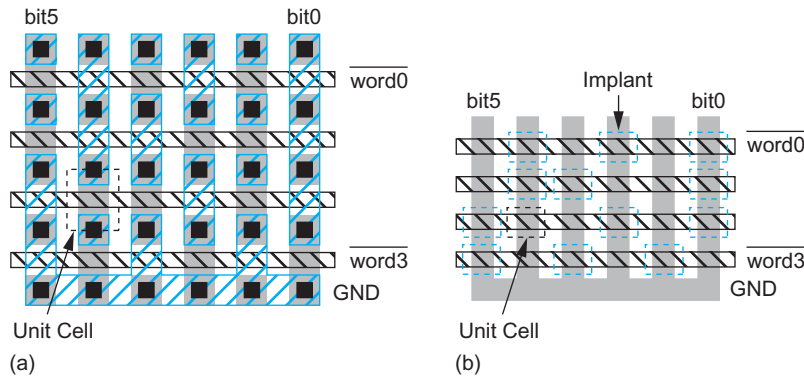 bit5 bit0
word0
word3
GND
Unit Cell
(a)
Implant
bit5 bit0
word0
word3
GND
Unit Cell
(b)